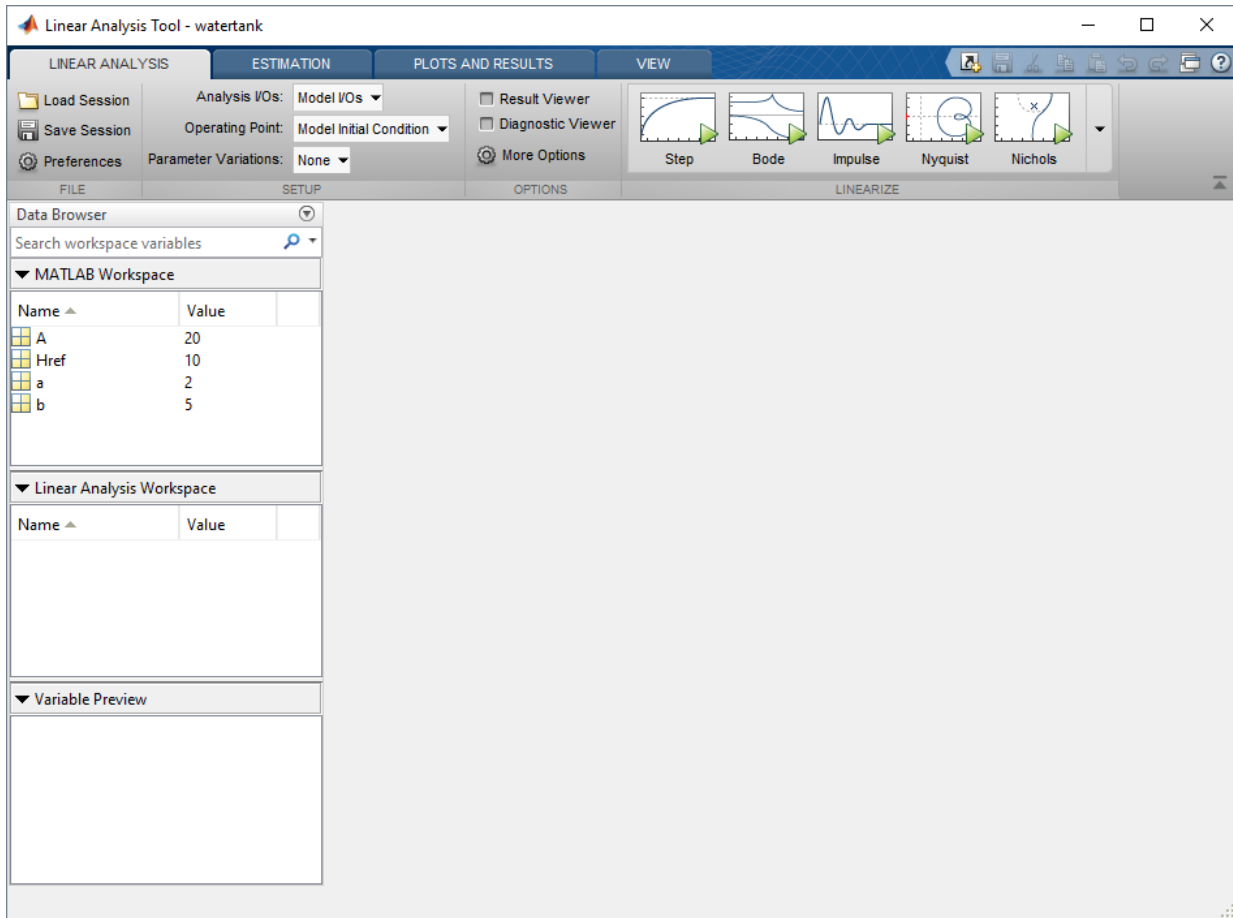 Linear Analysis Tool - watertank
LINEAR ANALYSIS ESTIMATION PLOTS AND RESULTS VIEW
Load Session
Save Session
Preferences
FILE
Analysis I/Os: Model I/Os
Operating Point: Model Initial Condition
Parameter Variations: None
SETUP
Result Viewer
Diagnostic Viewer
More Options
OPTIONS
Step Bode Impulse Nyquist Nichols
LINEARIZE
Data Browser
Search workspace variables
MATLAB Workspace
Name Value
A 20
Href 10
a 2
b 5
Linear Analysis Workspace
Name Value
Variable Preview